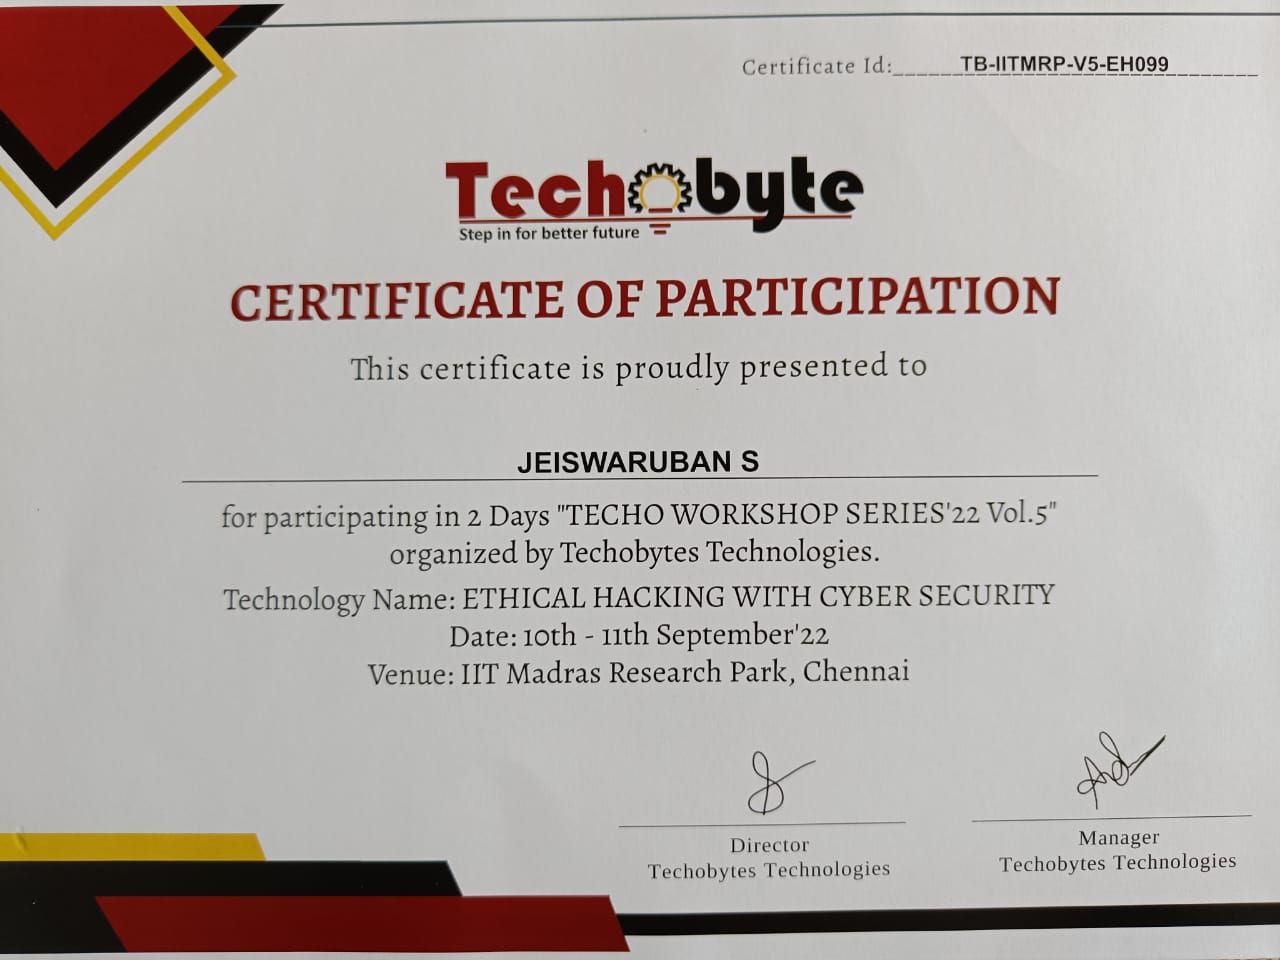 Certificate Id:______TB-IITMRP-V5-EH099________
Techobyte
Step in for better future
CERTIFICATE OF PARTICIPATION
This certificate is proudly presented to
JEISWARUBAN S
for participating in 2 Days "TECHO WORKSHOP SERIES'22 Vol.5"
organized by Techobytes Technologies.
Technology Name: ETHICAL HACKING WITH CYBER SECURITY
Date: 10th - 11th September'22
Venue: IIT Madras Research Park, Chennai
Director
Techobytes Technologies
Manager
Techobytes Technologies